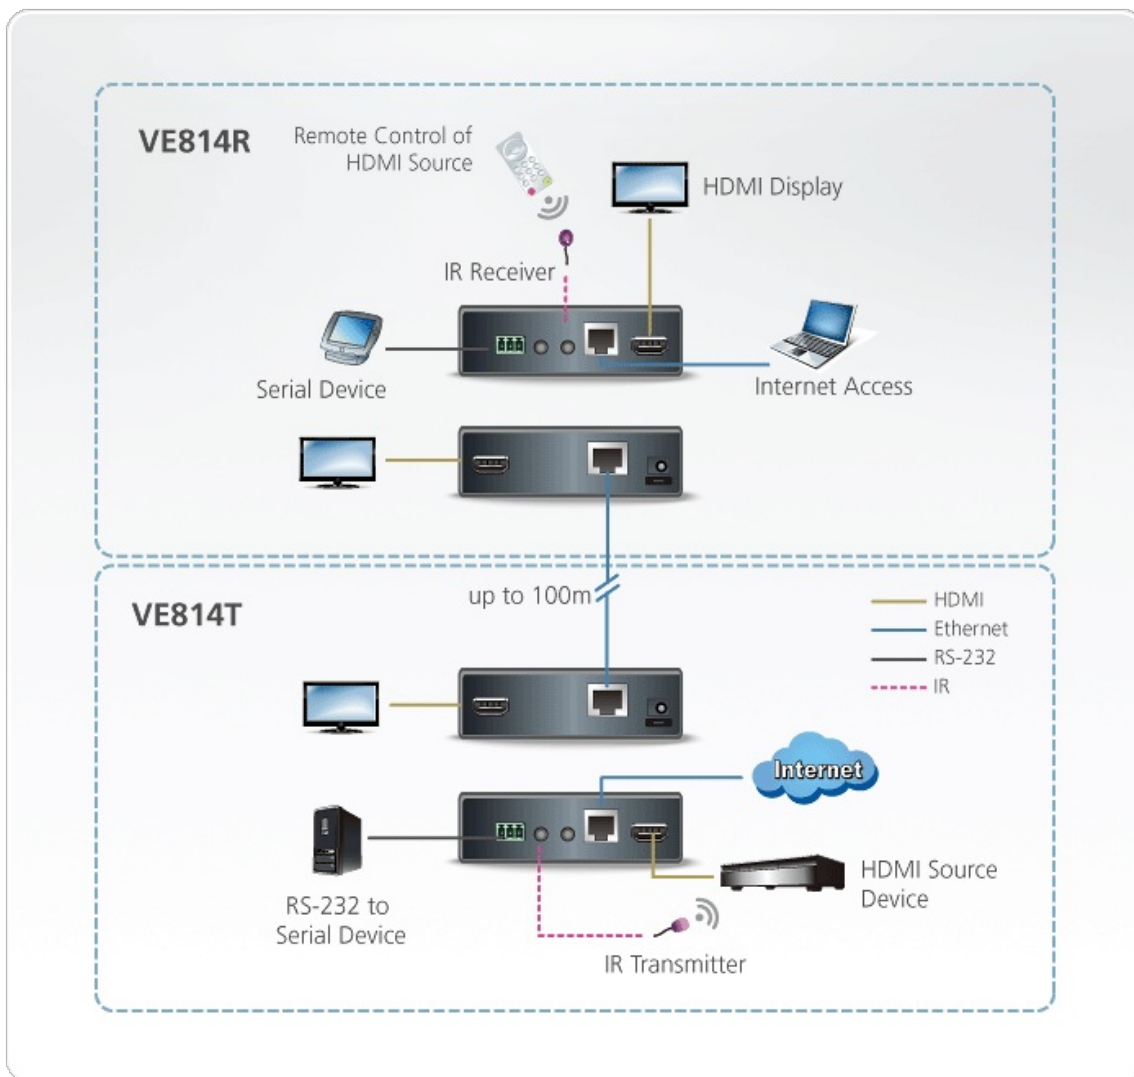 VE814R
Remote Control of
HDMI Source
HDMI Display
IR Receiver
Serial Device
Internet Access
up to 100m
VE814T
HDMI
Ethernet
RS-232
IR
Internet
HDMI Source
Device
RS-232 to
Serial Device
IR Transmitter